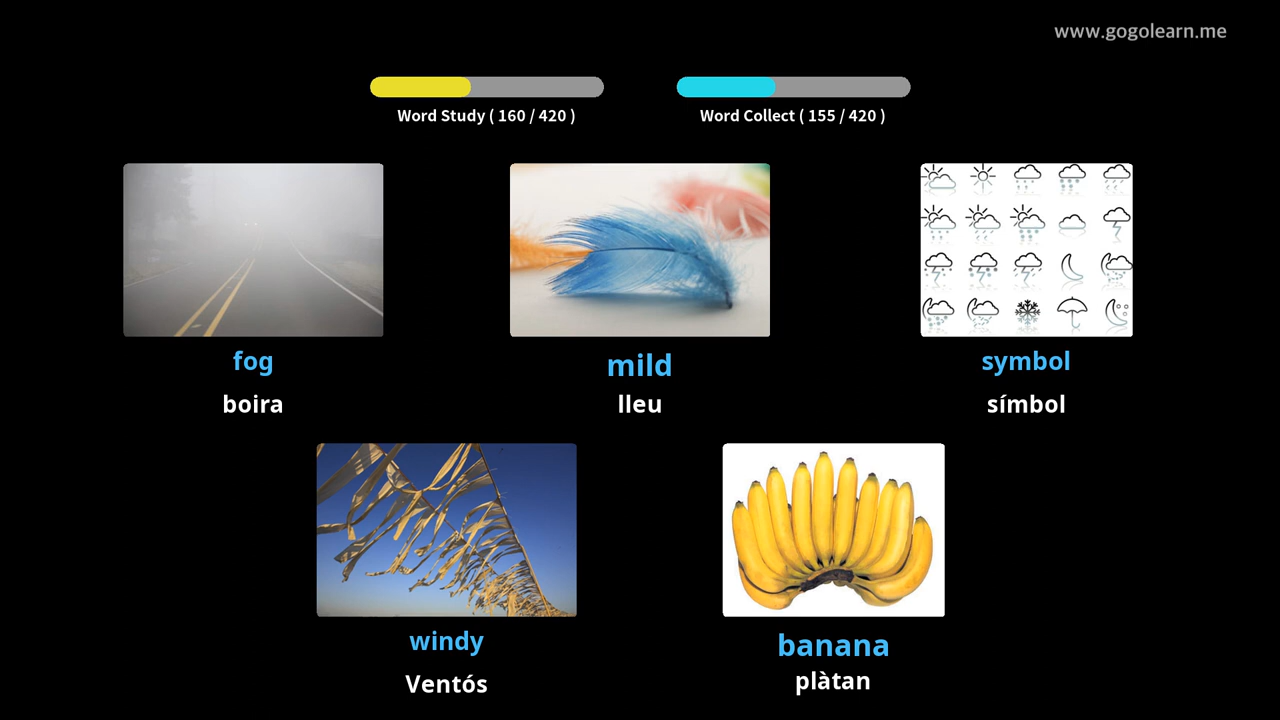 www.gogolearn.me
Word Study ( 160 / 420 )
Word Collect ( 155 / 420 )
fog
boira
mild
lleu
symbol
símbol
windy
Ventós
banana
plàtan